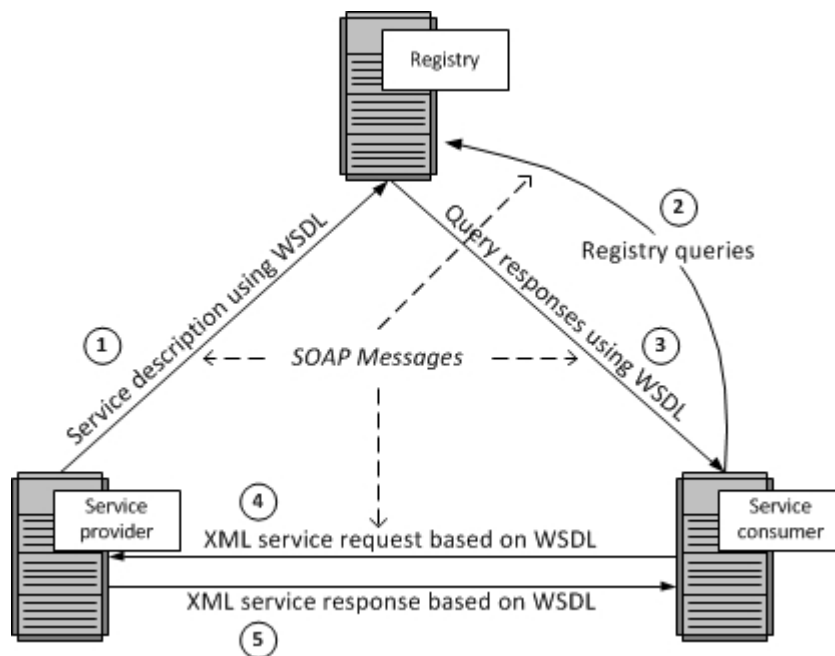 Registry
2
Registry queries
Query responses using WSDL
3
1
Service description using WSDL
SOAP Messages
Service
provider
4
XML service request based on WSDL
Service
consumer
XML service response based on WSDL
5